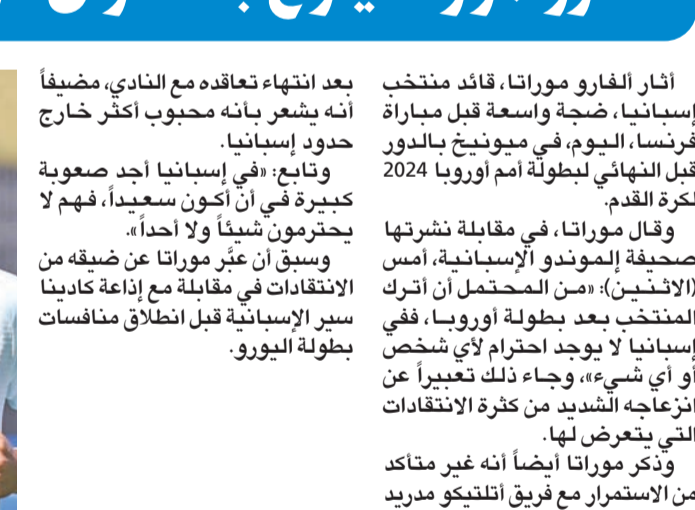 أثار ألفارو موراتا، قائد منتخب
إسبانيا، ضجة واسعة قبل مباراة
فرنسا، اليوم، في ميونيخ بالدور
قبل النهائي لبطولة أمم أوروبا 2024
لكرة القدم.
وقال موراتا، في مقابلة نشرتها
صحيفة إلموندو الإسبانية، أمس
(الاثنين): «من المحتمل أن أترك
المنتخب بعد بطولة أوروبا، ففي
إسبانيا لا يوجد احترام لأي شخص
أو أي شيء»، وجاء ذلك تعبيراً عن
انزعاجه الشديد من كثرة الانتقادات
التي يتعرض لها.
وذكر موراتا أيضاً أنه غير متأكد
من الاستمرار مع فريق أتلتيكو مدريد
بعد انتهاء تعاقده مع النادي، مضيفاً
أنه يشعر بأنه محبوب أكثر خارج
حدود إسبانيا.
وتابع: «في إسبانيا أجد صعوبة
كبيرة في أن أكون سعيداً، فهم لا
يحترمون شيئاً ولا أحداً».
وسبق أن عبَّر موراتا عن ضيقه من
الانتقادات في مقابلة مع إذاعة كادينا
سير الإسبانية قبل انطلاق منافسات
بطولة اليورو.